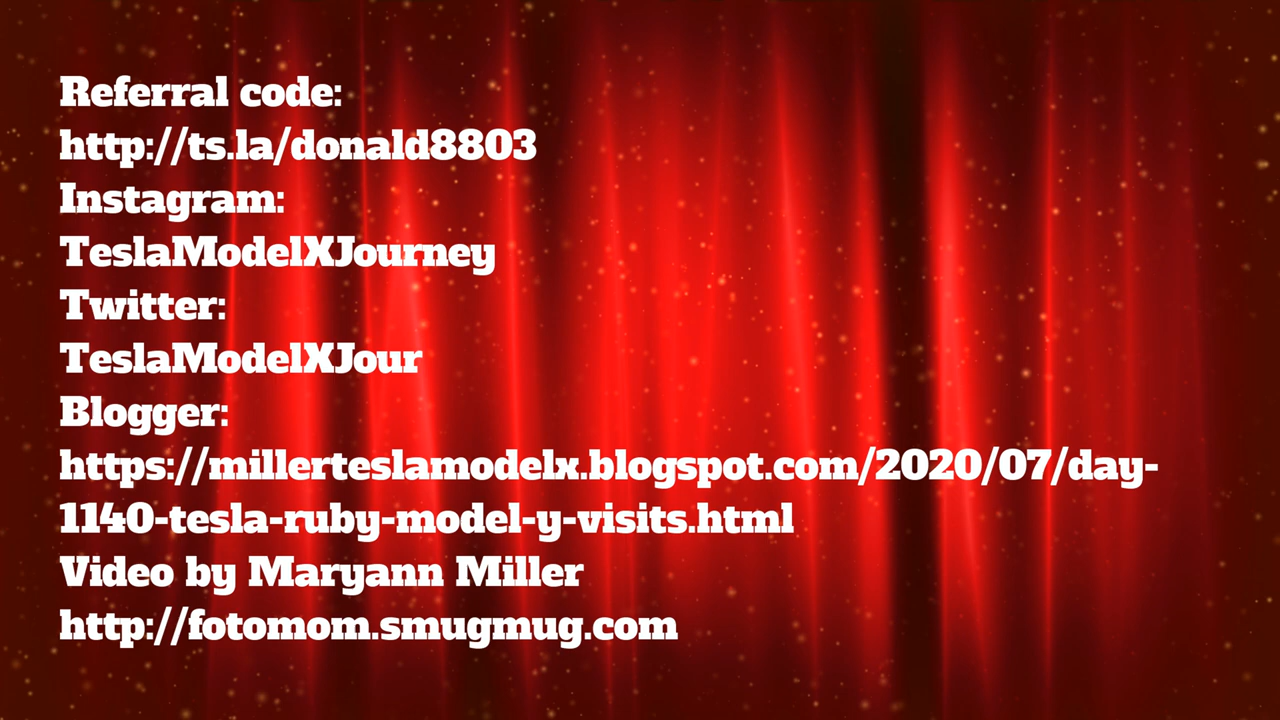 Referral code:
http://ts.la/donald8803
Instagram:
TeslaModelXJourney
Twitter:
TeslaModelXJour
Blogger:
https://millerteslamodelx.blogspot.com/2020/07/day-
1140-tesla-ruby-model-y-visits.html
Video by Maryann Miller
http://fotomom.smugmug.com